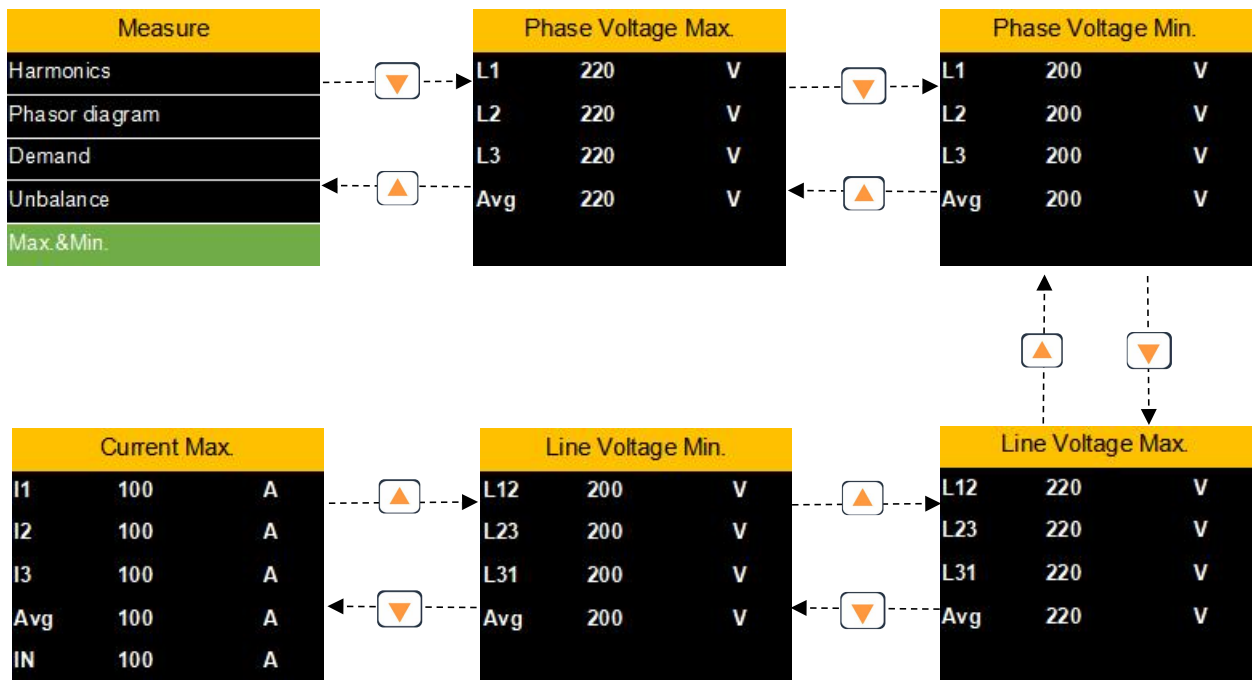 Measure
Harmonics
Phasor diagram
Demand
Unbalance
Max.&Min.
Phase Voltage Max.
L1 220 V
L2 220 V
L3 220 V
Avg 220 V
Phase Voltage Min.
L1 200 V
L2 200 V
L3 200 V
Avg 200 V
Current Max.
I1 100 A
I2 100 A
I3 100 A
Avg 100 A
IN 100 A
Line Voltage Min.
L12 200 V
L23 200 V
L31 200 V
Avg 200 V
Line Voltage Max.
L12 220 V
L23 220 V
L31 220 V
Avg 220 V